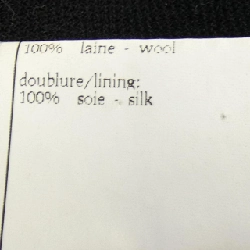 100% laine - wool
doublure/lining:
100% soie - silk